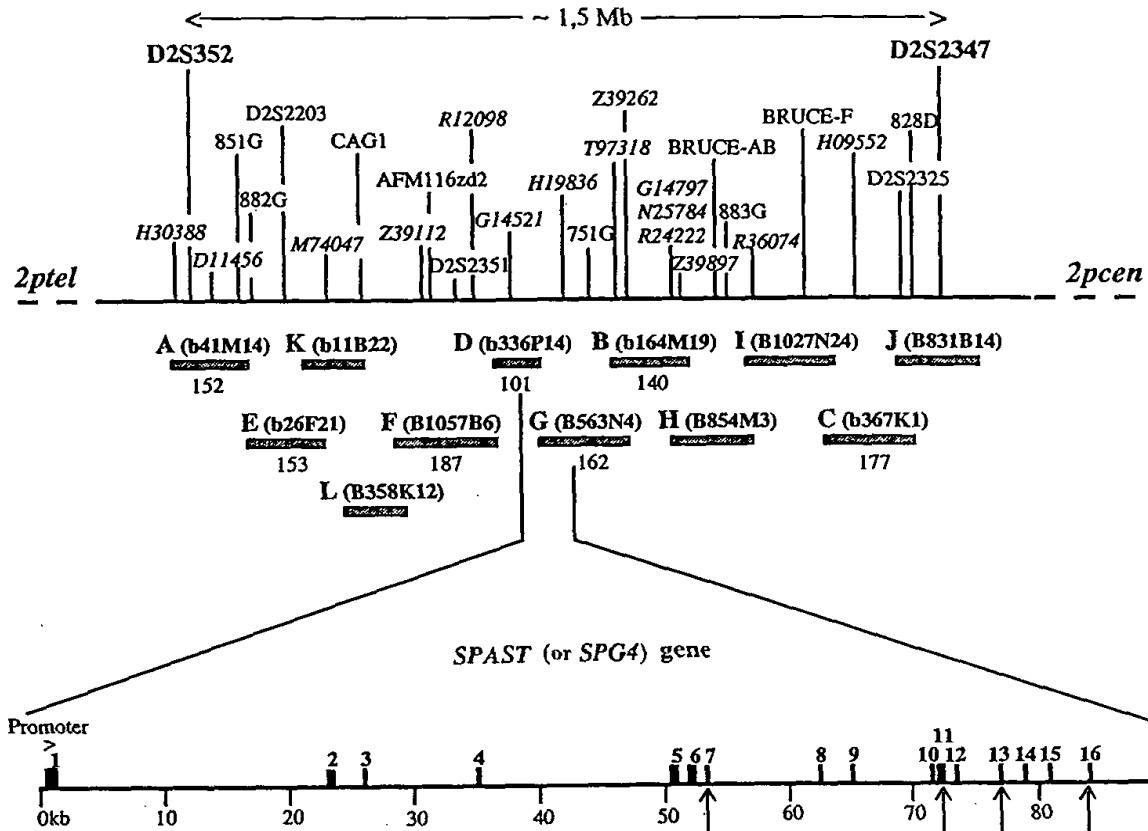 ~ 1,5 Mb
D2S352
D2S2347
Z39262
D2S2203
R12098
BRUCE-F
828D
851G
CAG1
T97318
BRUCE-AB
H09552
882G
AFM116zd2
H19836
G14797
D2S2325
N25784
883G
H30388
M74047
Z39112
G14521
751G
R24222
R36074
D11456
D2S2351
Z39897
2ptel
2pcen
A (b41M14) K (b11B22) D (b336P14) B (b164M19) I (B1027N24) J (B831B14)
152 101 140
E (b26F21) F (B1057B6) G (B563N4) H (B854M3) C (b367K1)
153 187 162 177
L (B358K12)
SPAST (or SPG4) gene
Promoter
>
1 2 3 4 5 6 7 8 9 10 11 12 13 14 15 16
0kb 10 20 30 40 50 60 70 80